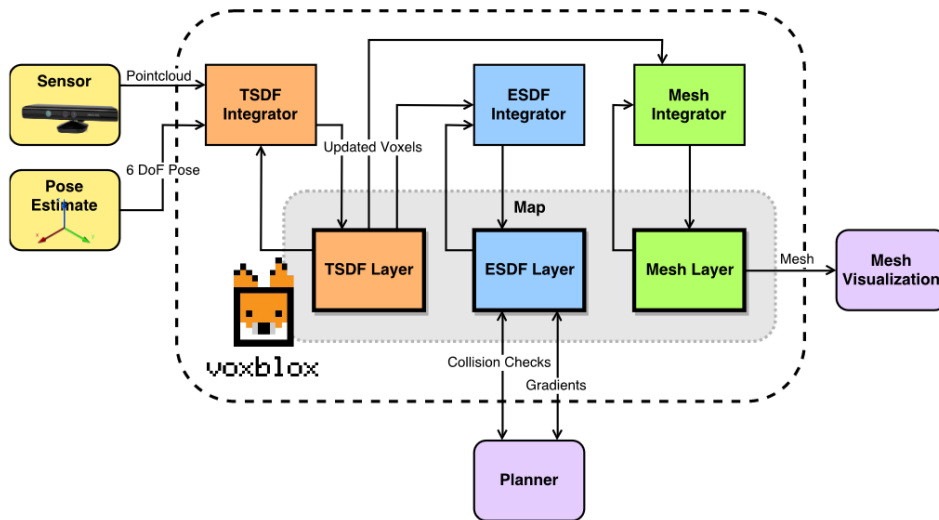 Sensor
Pointcloud
TSDF
Integrator
ESDF
Integrator
Mesh
Integrator
Updated Voxels
6 DoF Pose
Pose
Estimate
Map
TSDF Layer
ESDF Layer
Mesh Layer
Mesh
Mesh
Visualization
voxblox
Collision Checks
Gradients
Planner